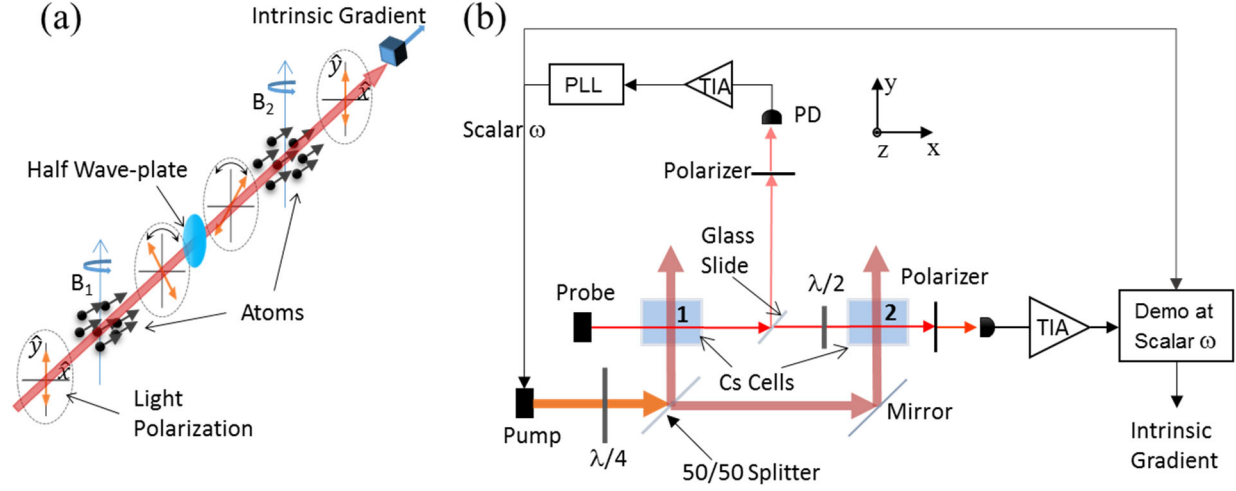 (a)
Intrinsic Gradient
ŷ
x̂
B2
Half Wave-plate
B1
Atoms
ŷ
x̂
Light
Polarization
(b)
PLL
TIA
PD
Scalar ω
y
x
z
Polarizer
Glass
Slide
λ/2
Polarizer
Probe
1
2
TIA
Demo at
Scalar ω
Cs Cells
Mirror
Pump
λ/4
50/50 Splitter
Intrinsic
Gradient